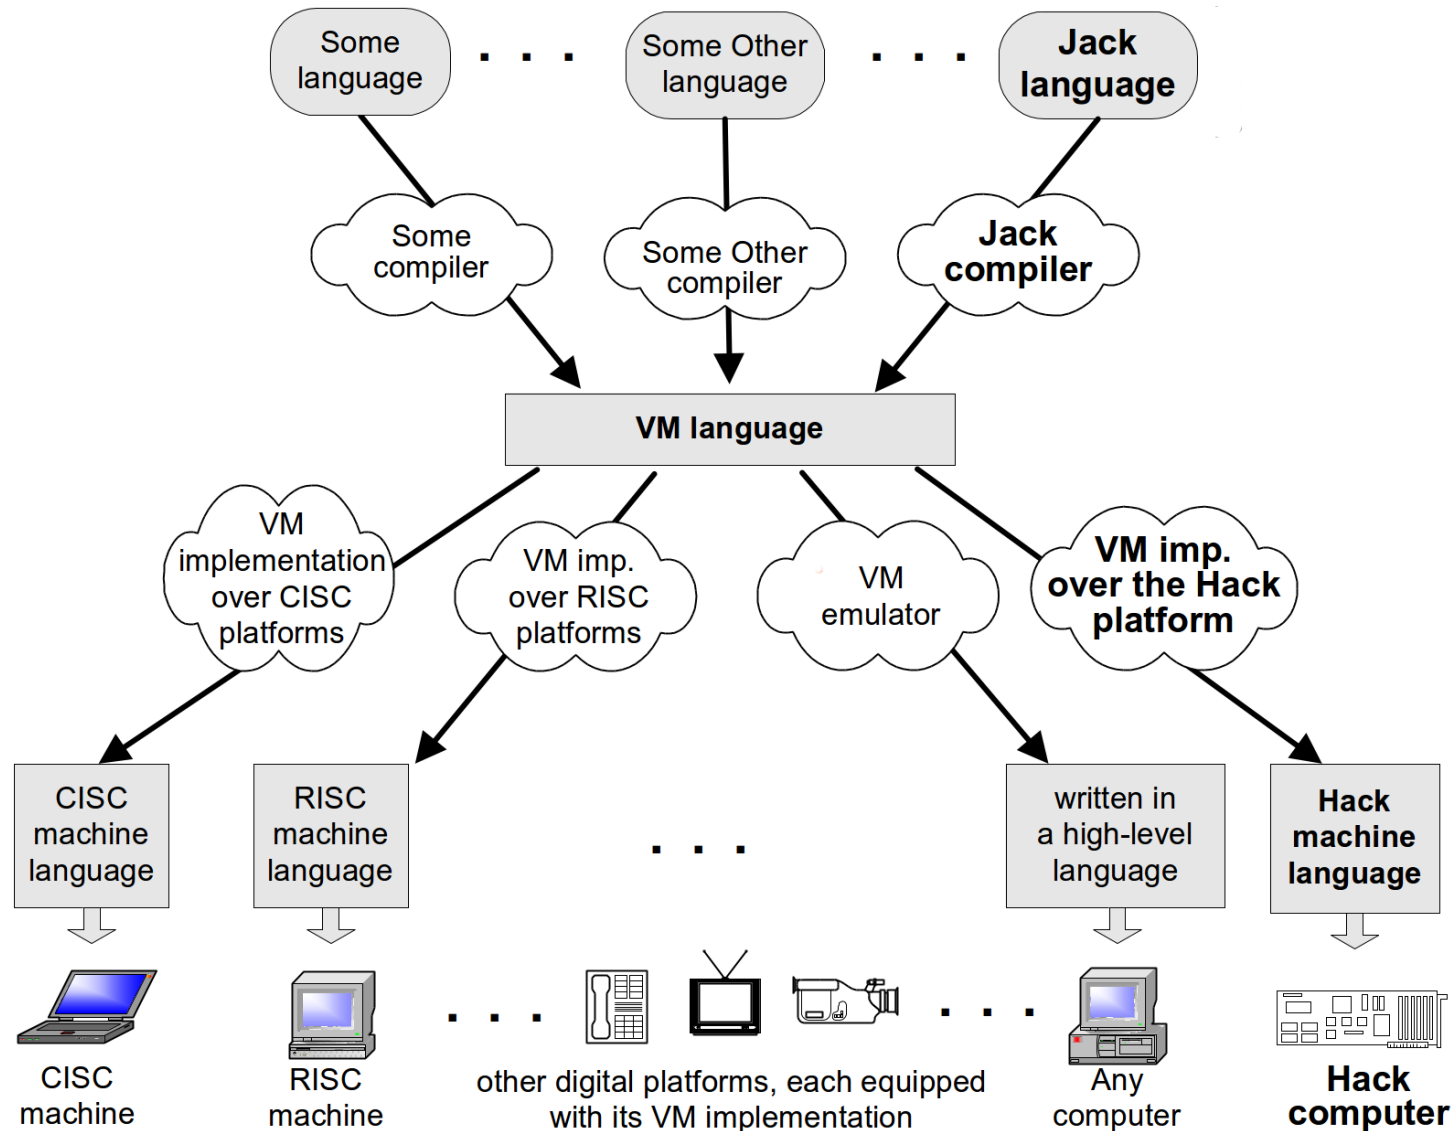 Some
language
Some Other
language
Jack
language
Some
compiler
Some Other
compiler
Jack
compiler
VM language
VM
implementation
over CISC
platforms
VM imp.
over RISC
platforms
VM
emulator
VM imp.
over the Hack
platform
CISC
machine
language
RISC
machine
language
written in
a high-level
language
Hack
machine
language
CISC
machine
RISC
machine
other digital platforms, each equipped
with its VM implementation
Any
computer
Hack
computer